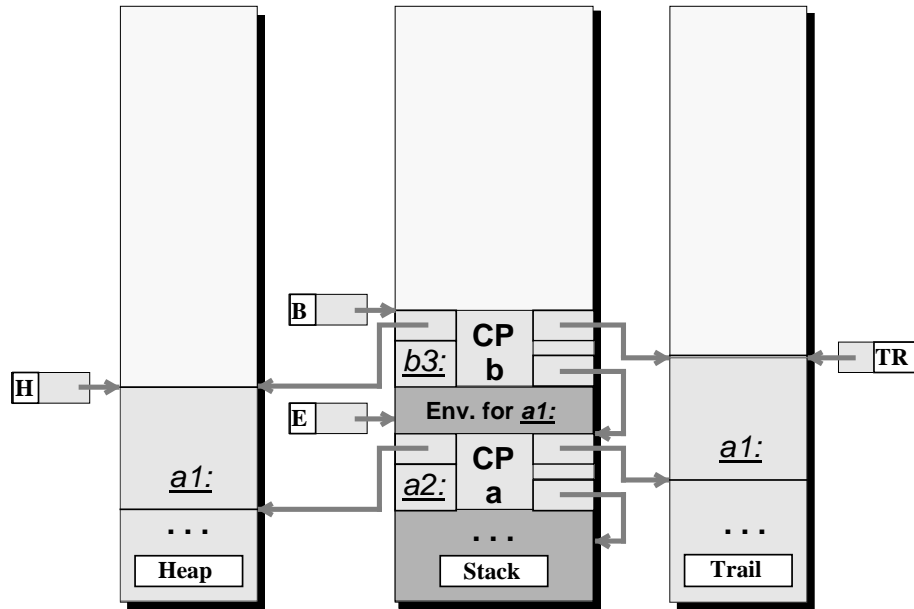 B
CP
b
b3:
TR
H
Env. for a1:
E
a1:
a1:
CP
a
a2:
. . .
. . .
. . .
Heap
Stack
Trail